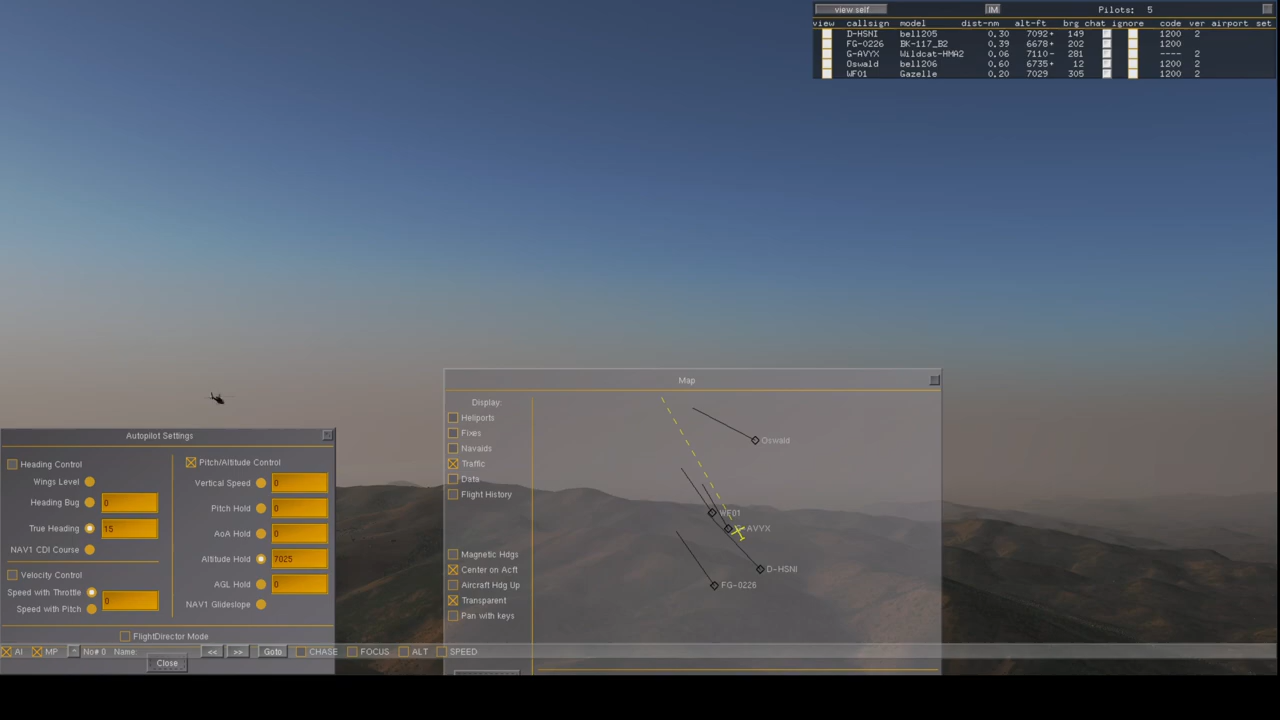 view self IM Pilots: 5
view callsign model dist-nm alt-ft brg chat ignore code ver airport set
D-HSNI bell205 0.30 7092+ 149 1200 2
FG-0226 BK-117_B2 0.39 6678+ 202 1200
G-AVYX Wildcat-HMA2 0.06 7110- 281 ---- 2
Oswald bell206 0.60 6735+ 12 1200 2
WF01 Gazelle 0.20 7029 305 1200 2
Map
Display:
Heliports
Fixes
Navaids
Traffic
Data
Flight History
Magnetic Hdgs
Center on Acft
Aircraft Hdg Up
Transparent
Pan with keys
Oswald
WF01
G-AVYX
D-HSNI
FG-0226
Autopilot Settings
Heading Control
Wings Level
Heading Bug 0
True Heading 15
NAV1 CDI Course
Velocity Control
Speed with Throttle 0
Speed with Pitch
Pitch/Altitude Control
Vertical Speed 0
Pitch Hold 0
AoA Hold 0
Altitude Hold 7025
AGL Hold 0
NAV1 Glideslope
FlightDirector Mode
AI MP ^ No# 0 Name: << >> Goto CHASE FOCUS ALT SPEED
Close